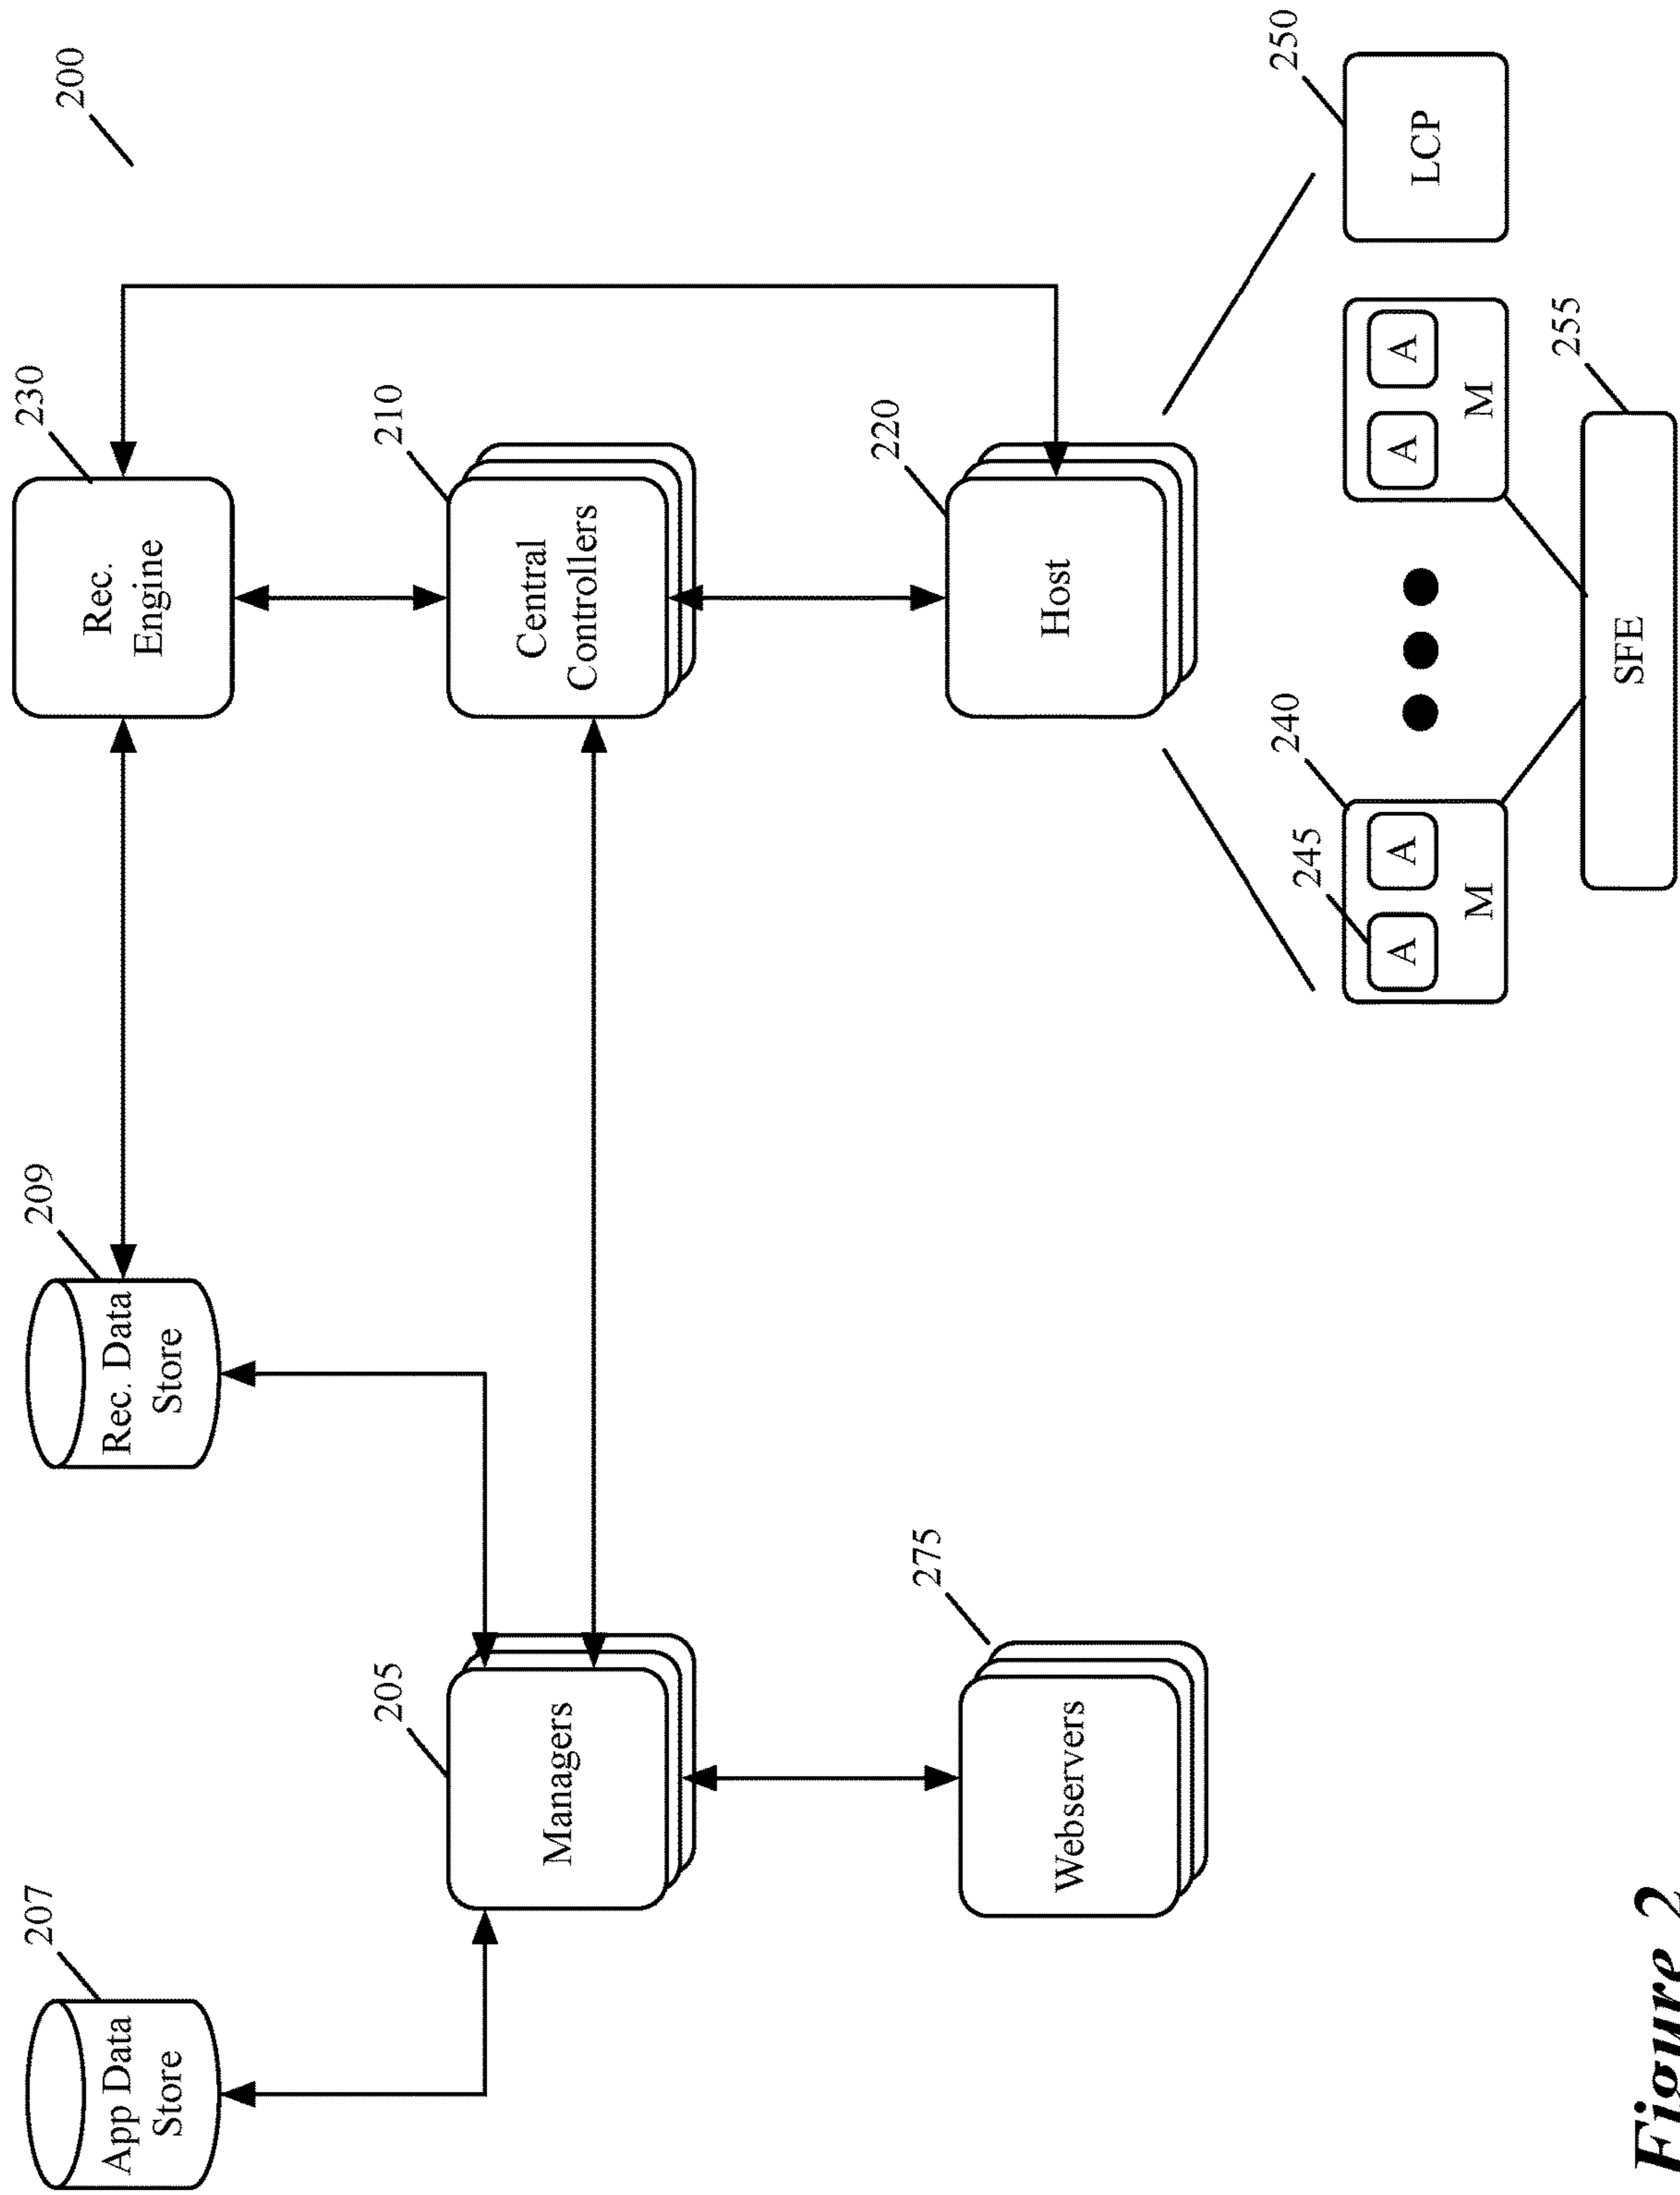 200
207
App Data
Store
209
Rec. Data
Store
230
Rec.
Engine
205
Managers
210
Central
Controllers
275
Webservers
220
Host
245
240
A
A
M
A
A
M
250
LCP
255
SFE
Figure 2